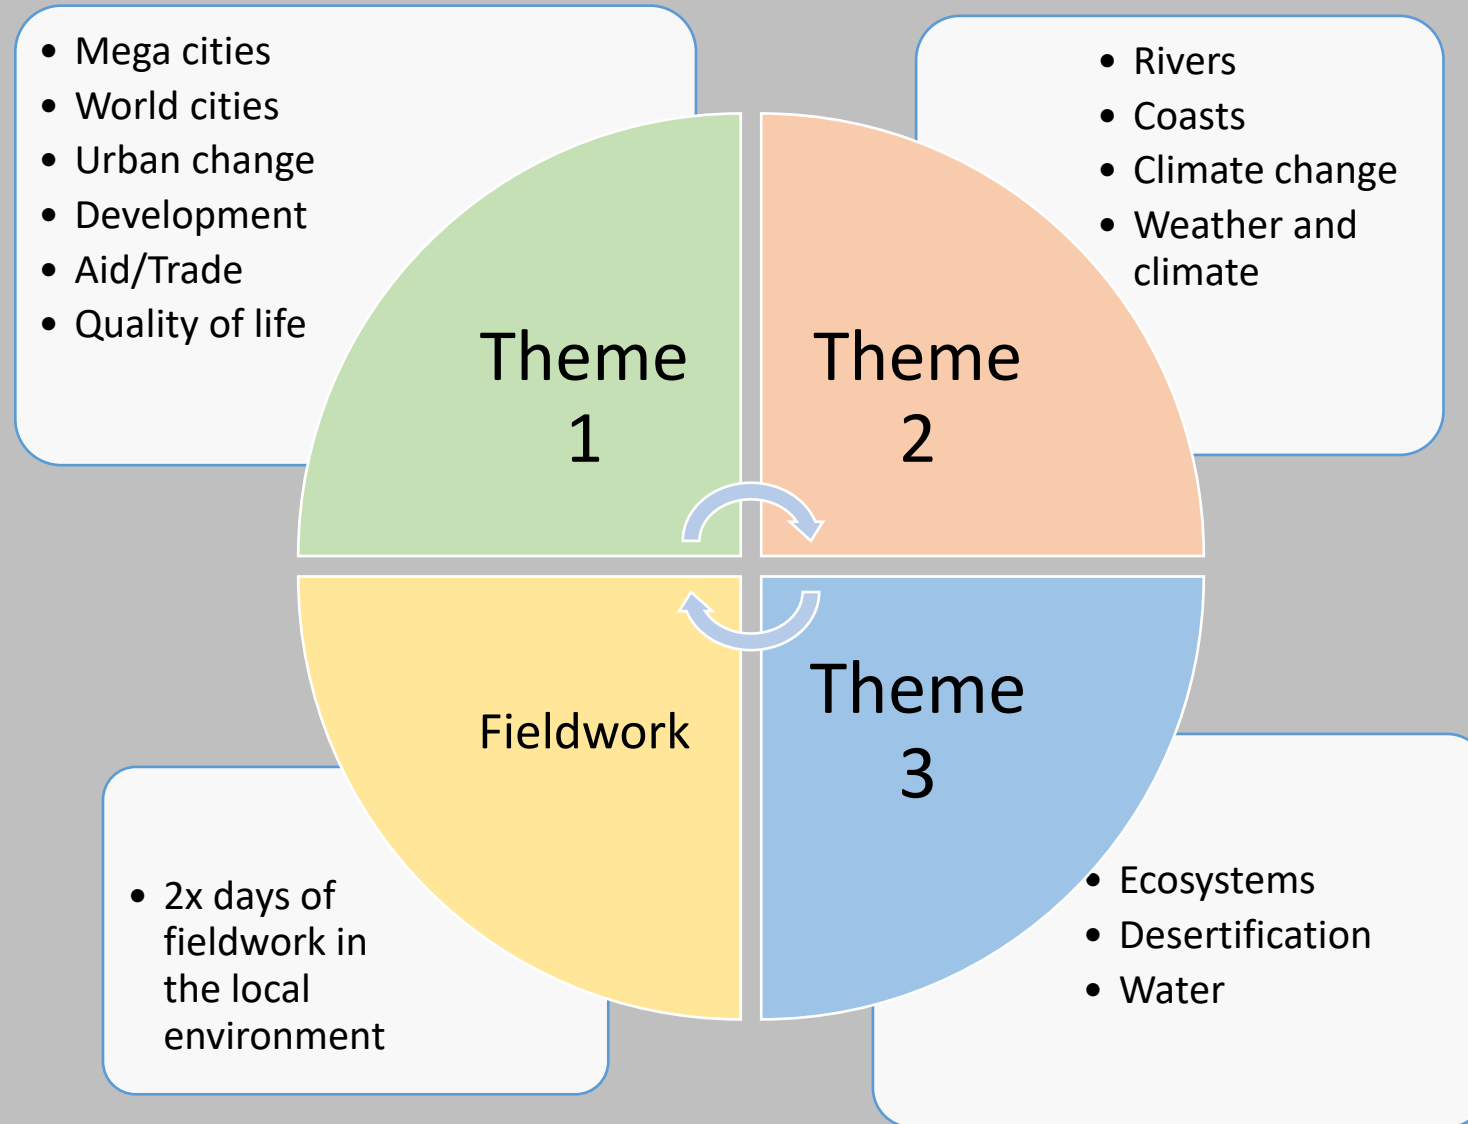 • Mega cities
• World cities
• Urban change
• Development
• Aid/Trade
• Quality of life
• Rivers
• Coasts
• Climate change
• Weather and
climate
Theme
1
Theme
2
Fieldwork
Theme
3
• 2x days of
fieldwork in
the local
environment
• Ecosystems
• Desertification
• Water